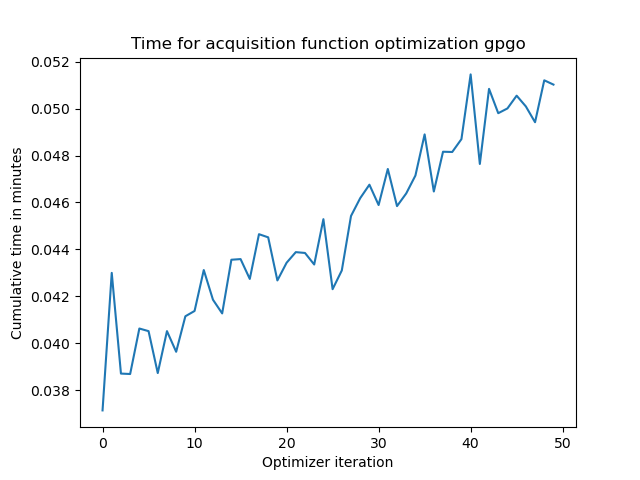 Time for acquisition function optimization gpgo
0.052
0.050
0.048
0.046
0.044
0.042
0.040
0.038
Cumulative time in minutes
0 10 20 30 40 50
Optimizer iteration